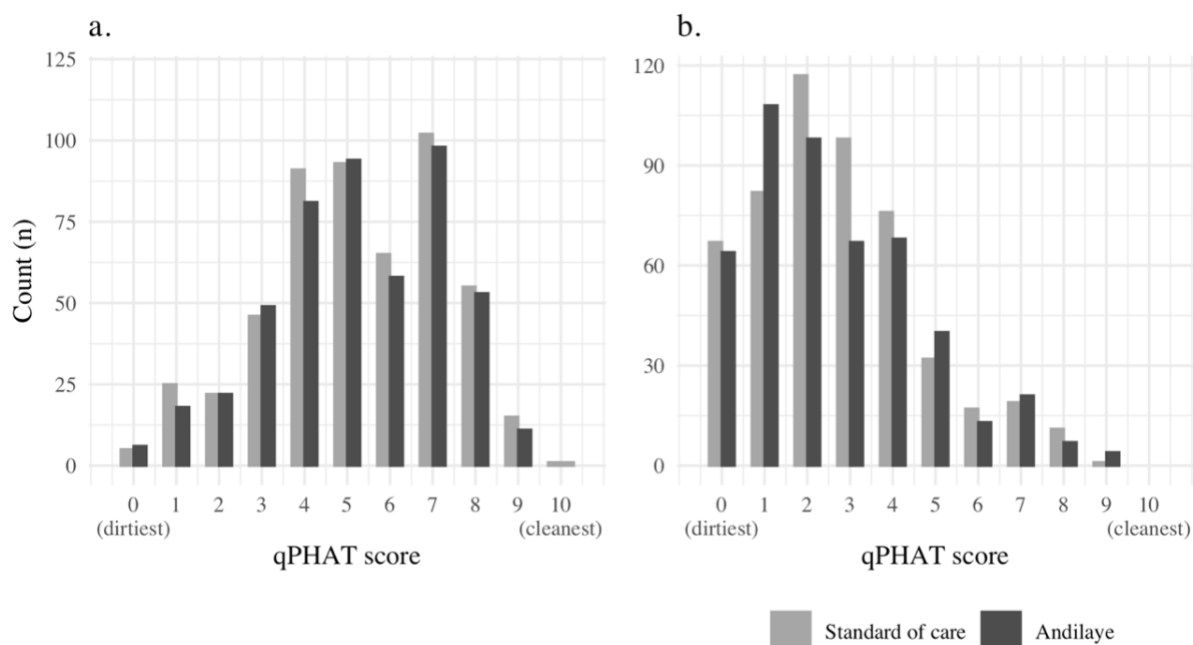 a.
125
100
75
50
25
0
Count (n)
0 1 2 3 4 5 6 7 8 9 10
(dirtiest) (cleanest)
qPHAT score
b.
120
90
60
30
0
0 1 2 3 4 5 6 7 8 9 10
(dirtiest) (cleanest)
qPHAT score
Standard of care Andilaye